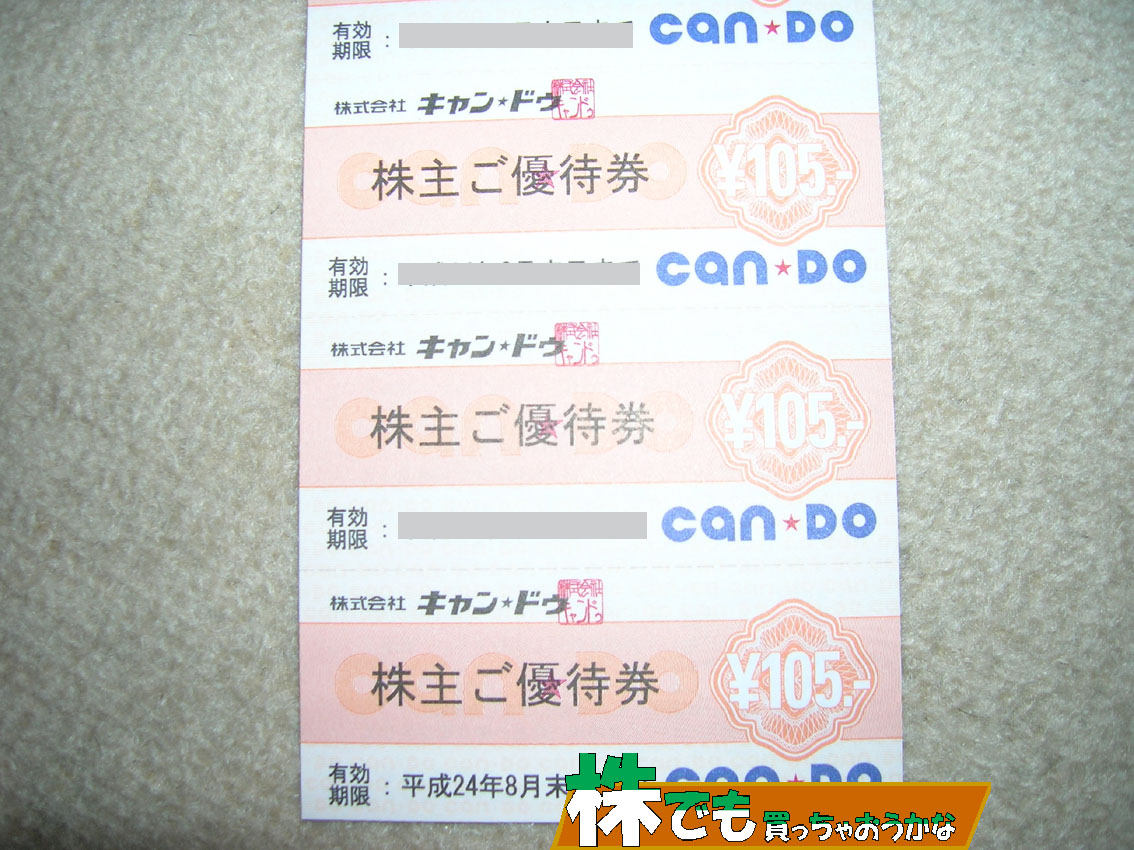 有効期限 :
can★DO
株式会社 キャン★ドゥ
株主ご優待券
¥105.-
有効期限 :
can★DO
株式会社 キャン★ドゥ
株主ご優待券
¥105.-
有効期限 :
can★DO
株式会社 キャン★ドゥ
株主ご優待券
¥105.-
有効期限 : 平成24年8月末
can★DO
株でも買っちゃおうかな